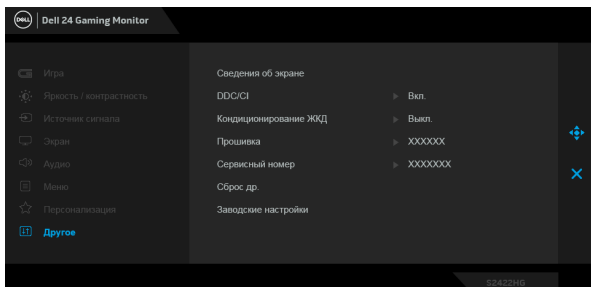 DELL Dell 24 Gaming Monitor
Игра
Яркость / контрастность
Источник сигнала
Экран
Аудио
Меню
Персонализация
Другое
Сведения об экране
DDC/CI Вкл.
Кондиционирование ЖКД Выкл.
Прошивка XXXXXX
Сервисный номер XXXXXXX
Сброс др.
Заводские настройки
S2422HG